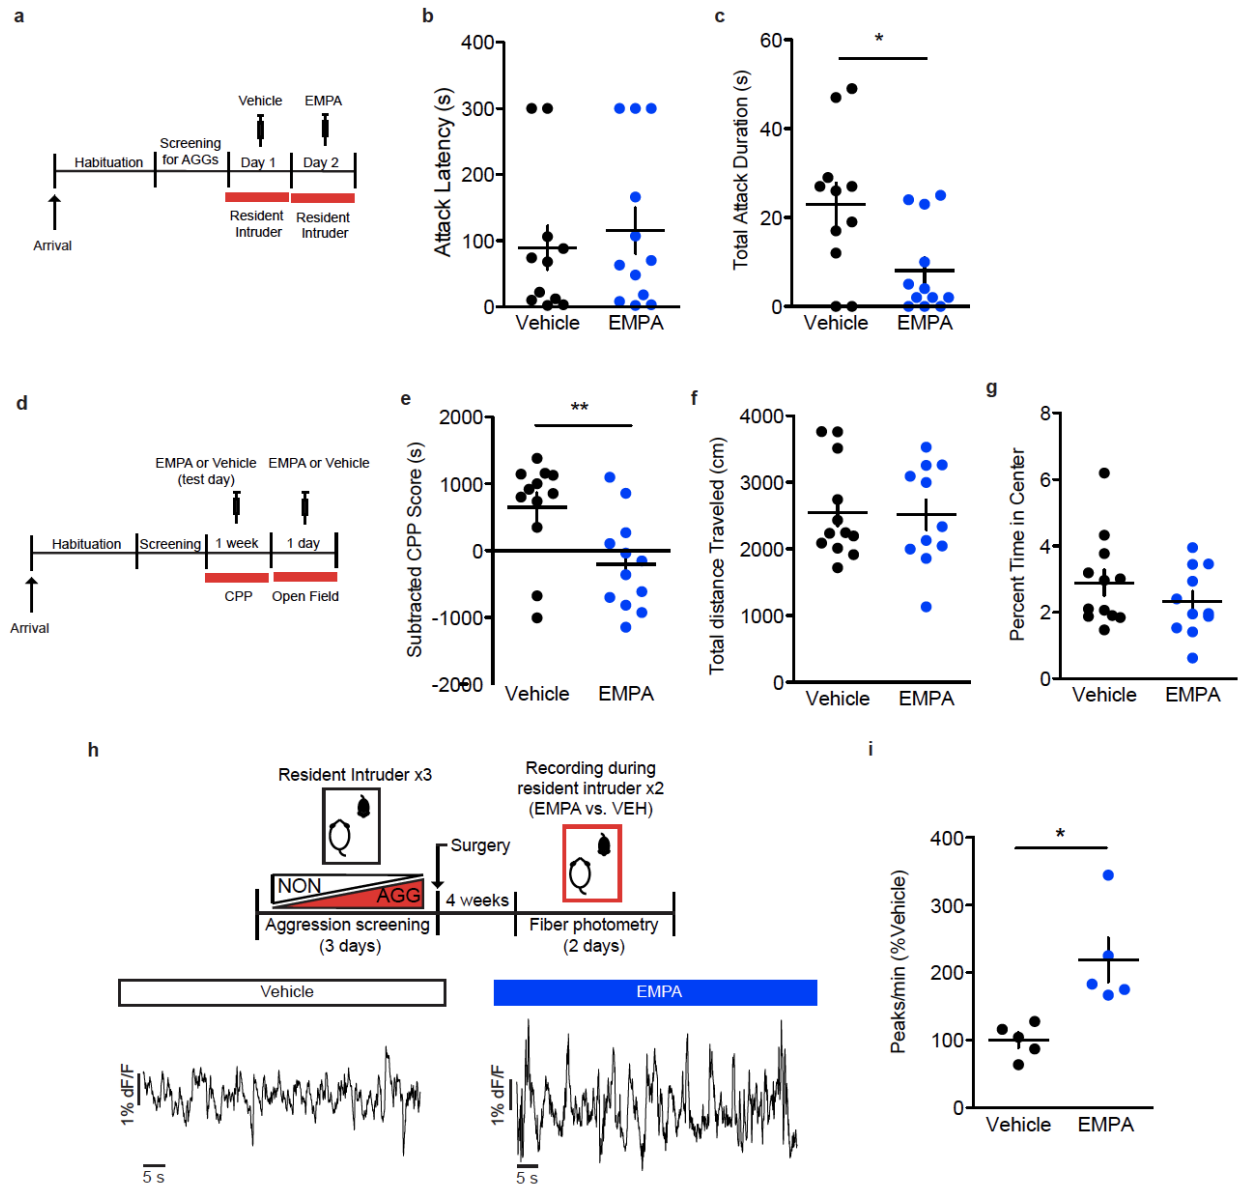 a
Vehicle
EMPA
Habituation
Screening
for AGGs
Day 1
Day 2
Resident
Intruder
Resident
Intruder
Arrival
b
Attack Latency (s)
400
300
200
100
0
Vehicle
EMPA
c
Total Attack Duration (s)
60
40
20
0
*
Vehicle
EMPA
d
EMPA or Vehicle
(test day)
EMPA or Vehicle
Habituation
Screening
1 week
1 day
CPP
Open Field
Arrival
e
Subtracted CPP Score (s)
2000
1000
0
-1000
-2000
**
Vehicle
EMPA
f
Total distance Traveled (cm)
4000
3000
2000
1000
0
Vehicle
EMPA
g
Percent Time in Center
8
6
4
2
0
Vehicle
EMPA
h
Resident Intruder x3
Recording during
resident intruder x2
(EMPA vs. VEH)
Surgery
NON
AGG
4 weeks
Aggression screening
(3 days)
Fiber photometry
(2 days)
Vehicle
EMPA
1% dF/F
5 s
1% dF/F
5 s
i
Peaks/min (%Vehicle)
400
300
200
100
0
*
Vehicle
EMPA